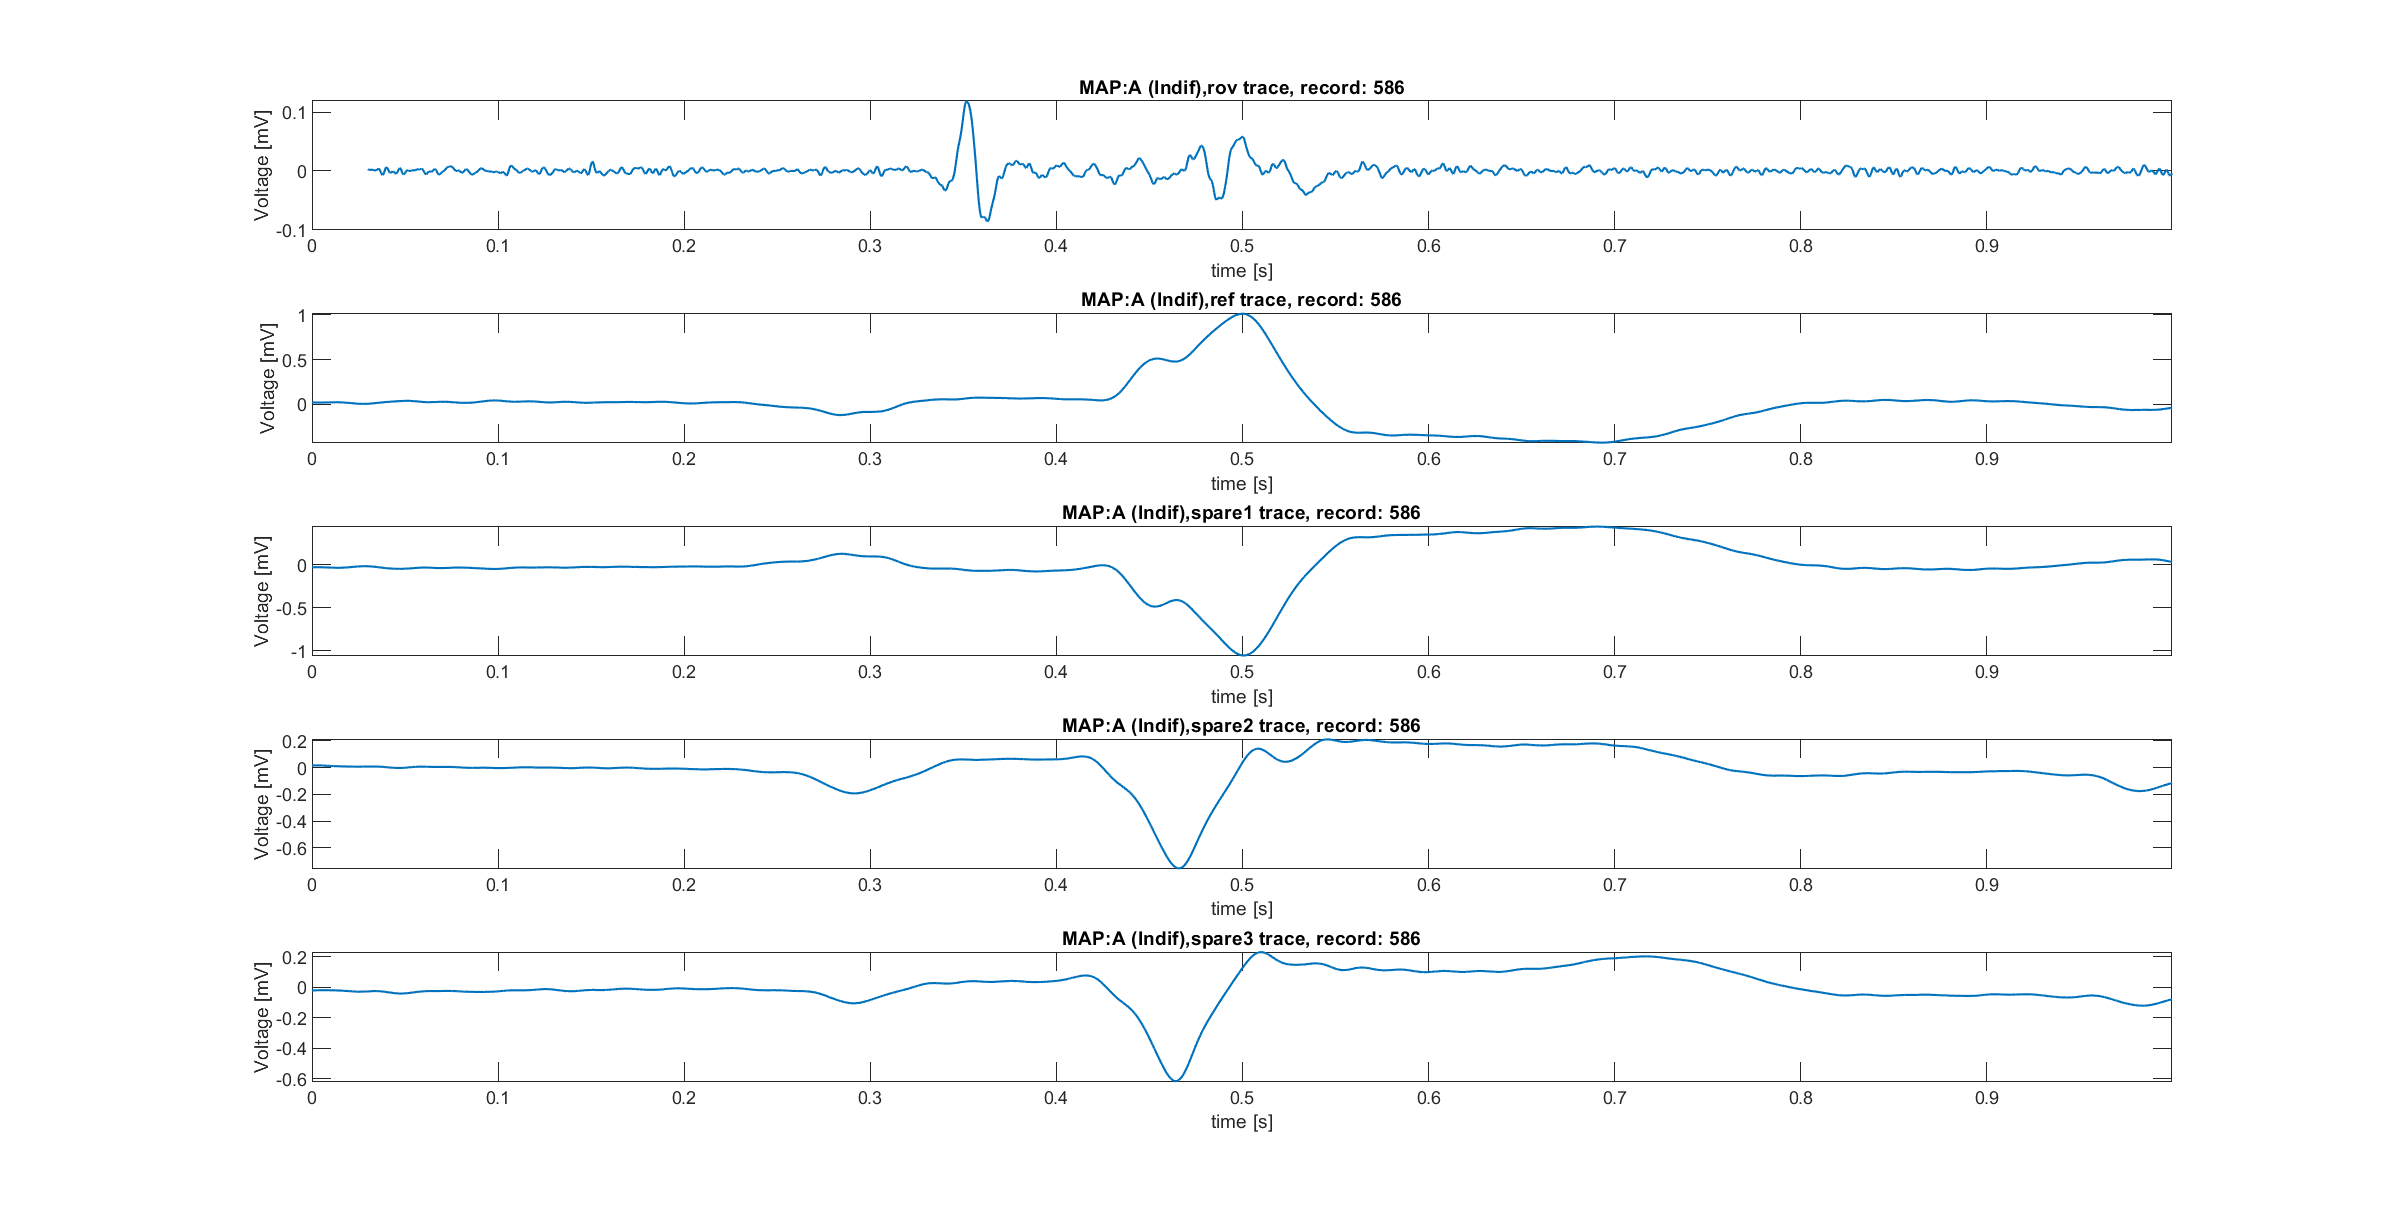 MAP:A (Indif),rov trace, record: 586
Voltage [mV]
0.1
0
-0.1
0 0.1 0.2 0.3 0.4 0.5 0.6 0.7 0.8 0.9
time [s]
MAP:A (Indif),ref trace, record: 586
Voltage [mV]
1
0.5
0
0 0.1 0.2 0.3 0.4 0.5 0.6 0.7 0.8 0.9
time [s]
MAP:A (Indif),spare1 trace, record: 586
Voltage [mV]
0
-0.5
-1
0 0.1 0.2 0.3 0.4 0.5 0.6 0.7 0.8 0.9
time [s]
MAP:A (Indif),spare2 trace, record: 586
Voltage [mV]
0.2
0
-0.2
-0.4
-0.6
0 0.1 0.2 0.3 0.4 0.5 0.6 0.7 0.8 0.9
time [s]
MAP:A (Indif),spare3 trace, record: 586
Voltage [mV]
0.2
0
-0.2
-0.4
-0.6
0 0.1 0.2 0.3 0.4 0.5 0.6 0.7 0.8 0.9
time [s]